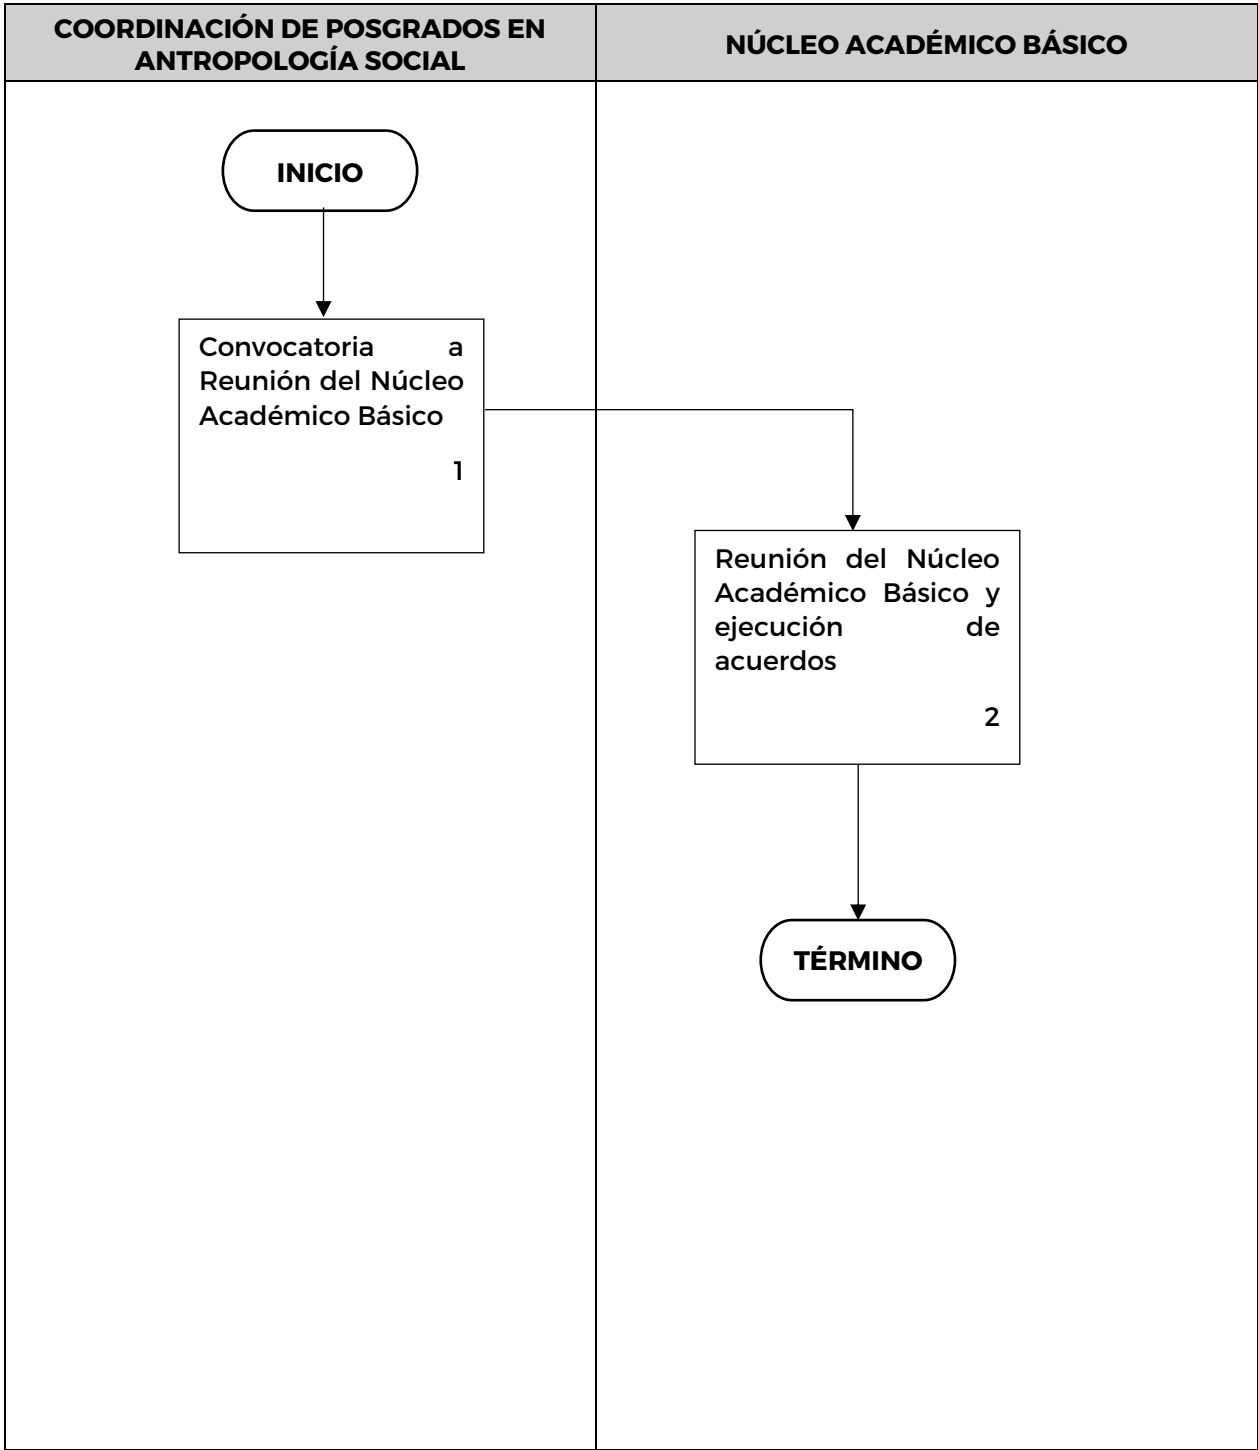 COORDINACIÓN DE POSGRADOS EN
ANTROPOLOGÍA SOCIAL
NÚCLEO ACADÉMICO BÁSICO
INICIO
Convocatoria a
Reunión del Núcleo
Académico Básico
1
Reunión del Núcleo
Académico Básico y
ejecución de
acuerdos
2
TÉRMINO